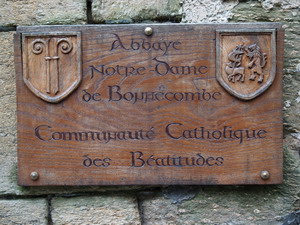 Abbaye
Notre Dame
de Bonnecombe
Communauté Catholique
des Béatitudes